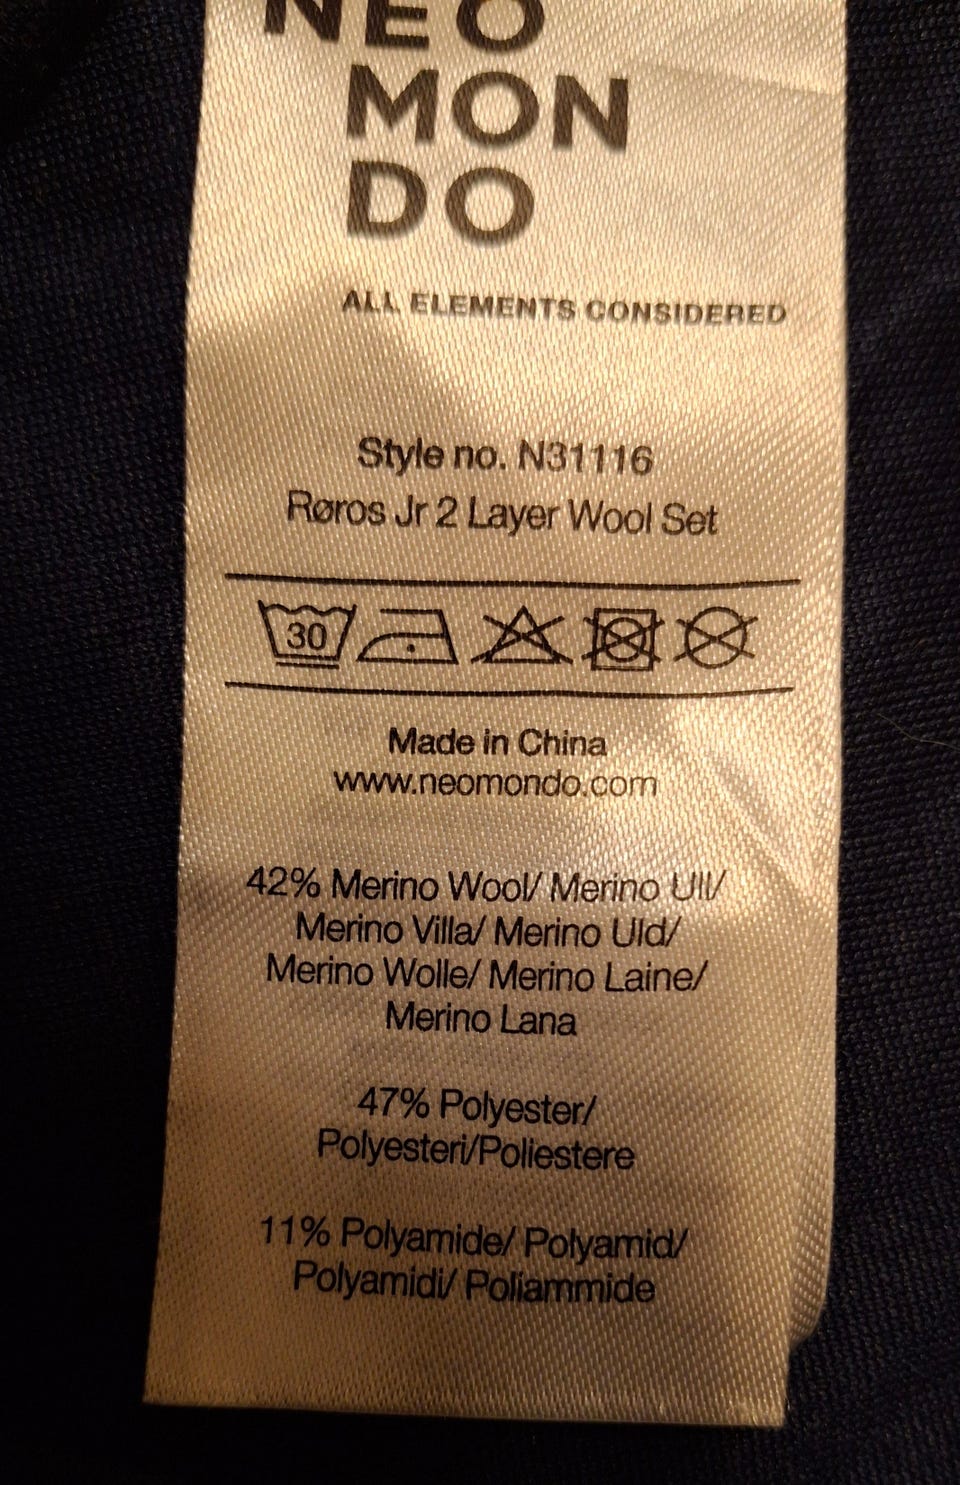 NEO
MON
DO
ALL ELEMENTS CONSIDERED
Style no. N31116
Røros Jr 2 Layer Wool Set
30
Made in China
www.neomondo.com
42% Merino Wool/ Merino Ull/
Merino Villa/ Merino Uld/
Merino Wolle/ Merino Laine/
Merino Lana
47% Polyester/
Polyesteri/Poliestere
11% Polyamide/ Polyamid/
Polyamidi/ Poliammide